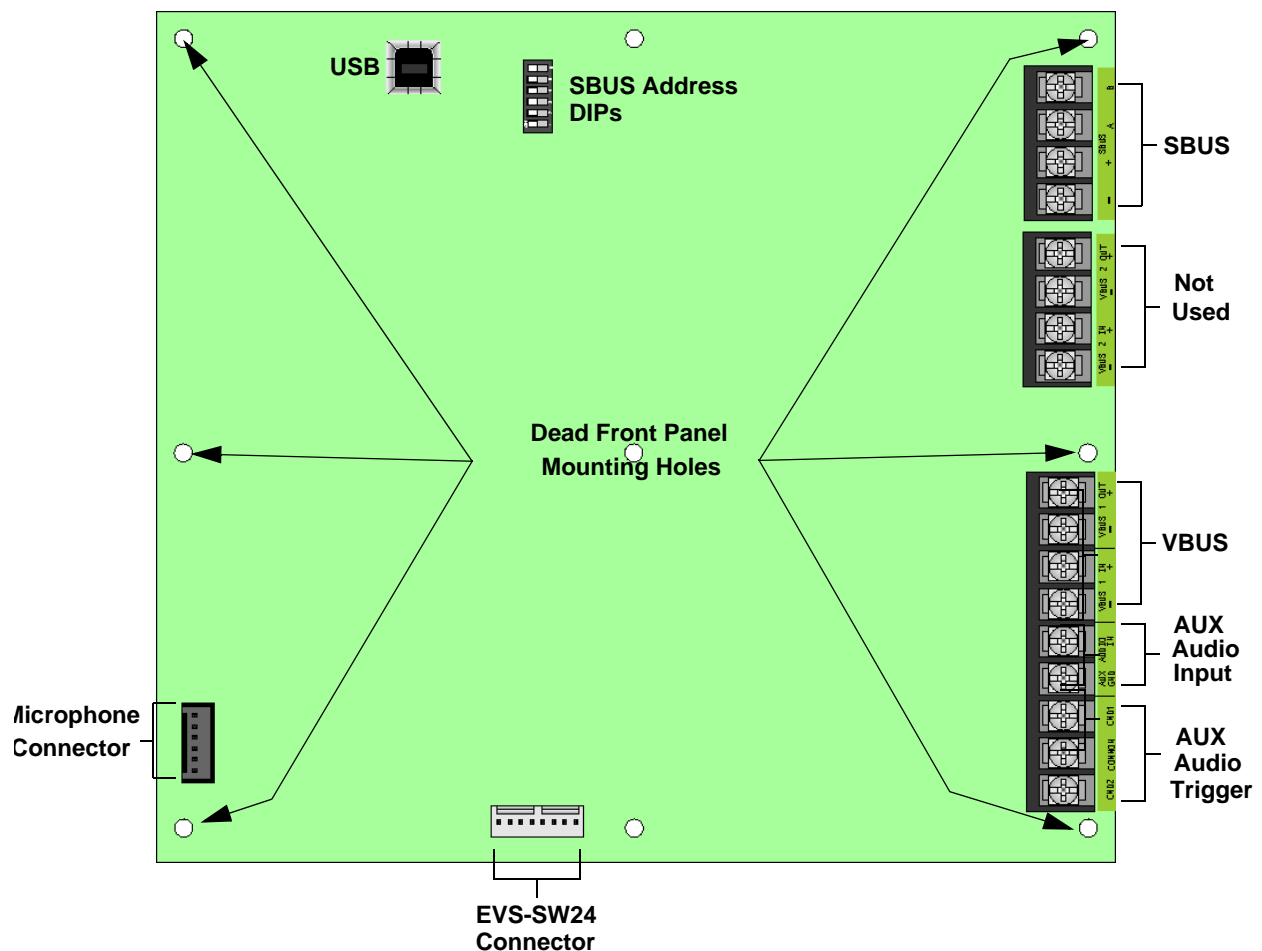 USB
SBUS Address
DIPs
B
A
SBUS
+
-
SBUS
VBUS 2 OUT
+
-
VBUS 2 IN
+
-
Not
Used
Dead Front Panel
Mounting Holes
VBUS 1 OUT
+
-
VBUS 1 IN
+
-
VBUS
AUX AUDIO
IN
GND
AUX
Audio
Input
CMD1
COMMON
CMD2
AUX
Audio
Trigger
Microphone
Connector
EVS-SW24
Connector